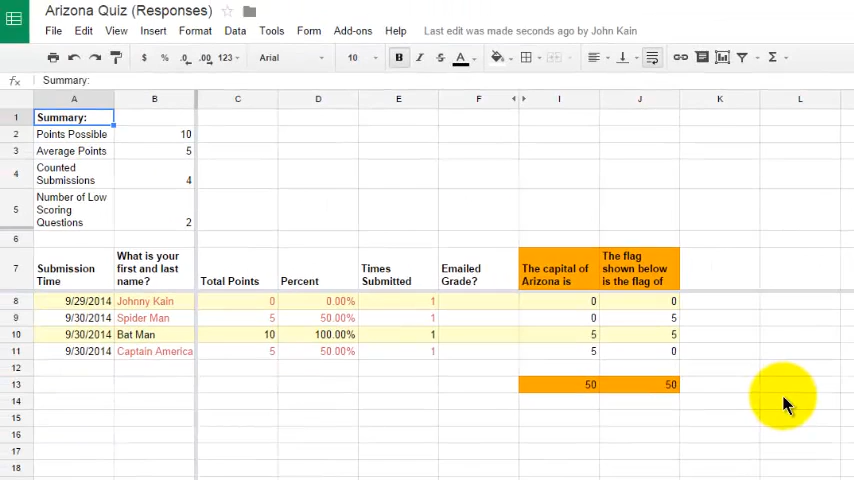 Arizona Quiz (Responses)
File Edit View Insert Format Data Tools Form Add-ons Help Last edit was made seconds ago by John Kain
$ % .0 .00 123 Arial 10 B I S A Σ
fx Summary:
A B C D E F I J K L
1 Summary:
2 Points Possible 10
3 Average Points 5
4 Counted
Submissions 4
5 Number of Low
Scoring
Questions 2
6
7 Submission
Time
What is your
first and last
name?
Total Points
Percent
Times
Submitted
Emailed
Grade?
The capital of
Arizona is
The flag
shown below
is the flag of
8 9/29/2014 Johnny Kain 0 0.00% 1 0 0
9 9/30/2014 Spider Man 5 50.00% 1 0 5
10 9/30/2014 Bat Man 10 100.00% 1 5 5
11 9/30/2014 Captain America 5 50.00% 1 5 0
12
13 50 50
14
15
16
17
18